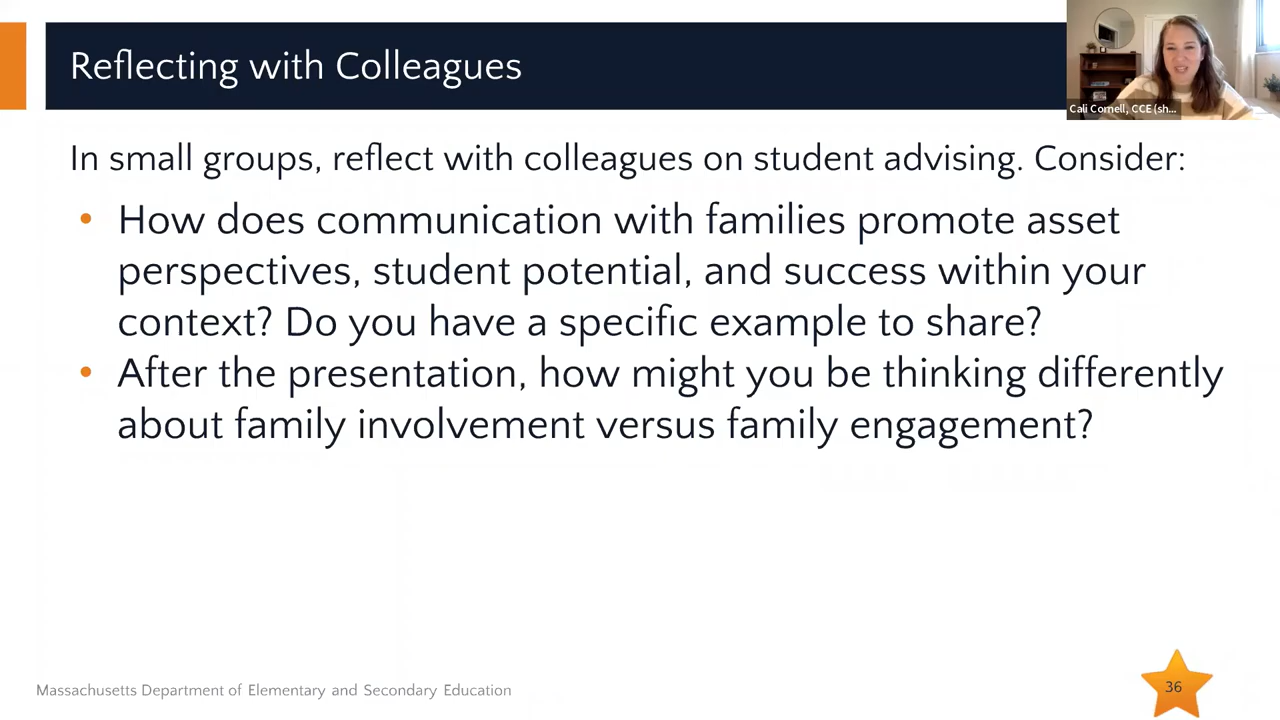 Reflecting with Colleagues
Cali Cornell, CCE (sh...
In small groups, reflect with colleagues on student advising. Consider:
• How does communication with families promote asset
perspectives, student potential, and success within your
context? Do you have a specific example to share?
• After the presentation, how might you be thinking differently
about family involvement versus family engagement?
Massachusetts Department of Elementary and Secondary Education
36